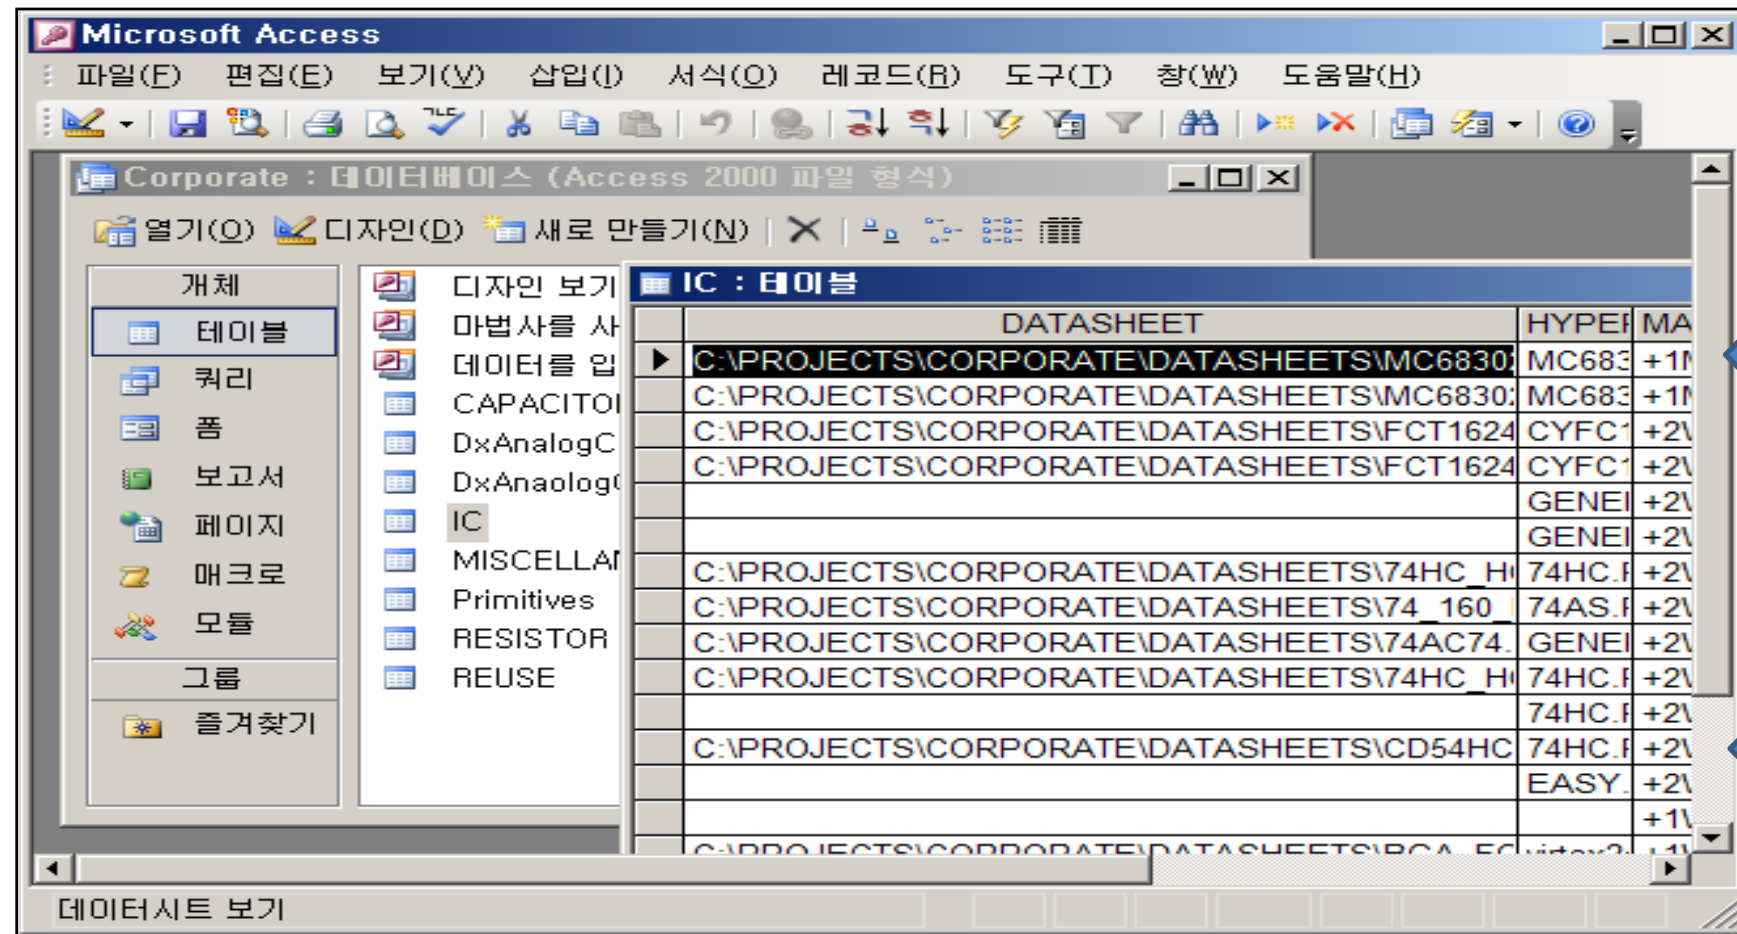 Microsoft Access
파일(F) 편집(E) 보기(V) 삽입(I) 서식(O) 레코드(R) 도구(T) 창(W) 도움말(H)
Corporate : 데이터베이스 (Access 2000 파일 형식)
열기(O) 디자인(D) 새로 만들기(N)
개체
테이블
쿼리
폼
보고서
페이지
매크로
모듈
그룹
즐겨찾기
디자인 보기
마법사를 사
데이터를 입
CAPACITO
DxAnalogC
DxAnaolog
IC
MISCELLA
Primitives
RESISTOR
REUSE
IC : 테이블
DATASHEET HYPE MA
C:\PROJECTS\CORPORATE\DATASHEETS\MC6830 MC683 +1
C:\PROJECTS\CORPORATE\DATASHEETS\MC6830 MC683 +1
C:\PROJECTS\CORPORATE\DATASHEETS\FCT1624 CYFC1 +2
C:\PROJECTS\CORPORATE\DATASHEETS\FCT1624 CYFC1 +2
GENE +2
GENE +2
C:\PROJECTS\CORPORATE\DATASHEETS\74HC_H 74HC. +2
C:\PROJECTS\CORPORATE\DATASHEETS\74_160_ 74AS. +2
C:\PROJECTS\CORPORATE\DATASHEETS\74AC74. GENE +2
C:\PROJECTS\CORPORATE\DATASHEETS\74HC_H 74HC. +2
74HC. +2
C:\PROJECTS\CORPORATE\DATASHEETS\CD54HC 74HC. +2
EASY. +2
+1
데이터시트 보기